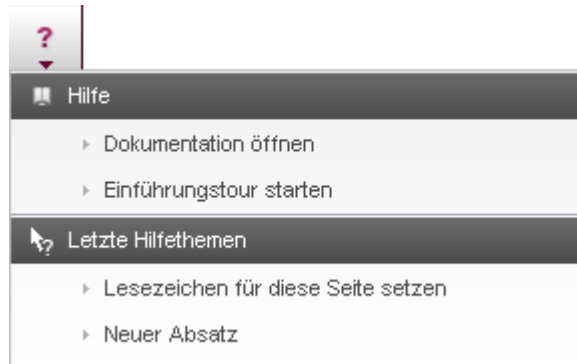 ?
Hilfe
Dokumentation öffnen
Einführungstour starten
Letzte Hilfethemen
Lesezeichen für diese Seite setzen
Neuer Absatz